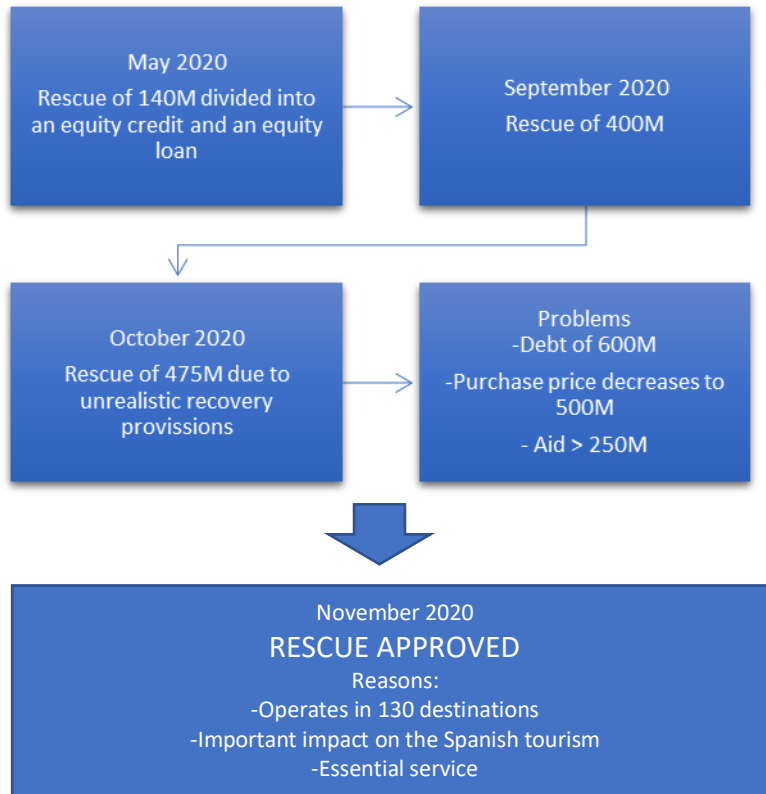 May 2020
Rescue of 140M divided into
an equity credit and an equity
loan
September 2020
Rescue of 400M
October 2020
Rescue of 475M due to
unrealistic recovery
provissions
Problems
-Debt of 600M
-Purchase price decreases to
500M
- Aid > 250M
November 2020
RESCUE APPROVED
Reasons:
-Operates in 130 destinations
-Important impact on the Spanish tourism
-Essential service